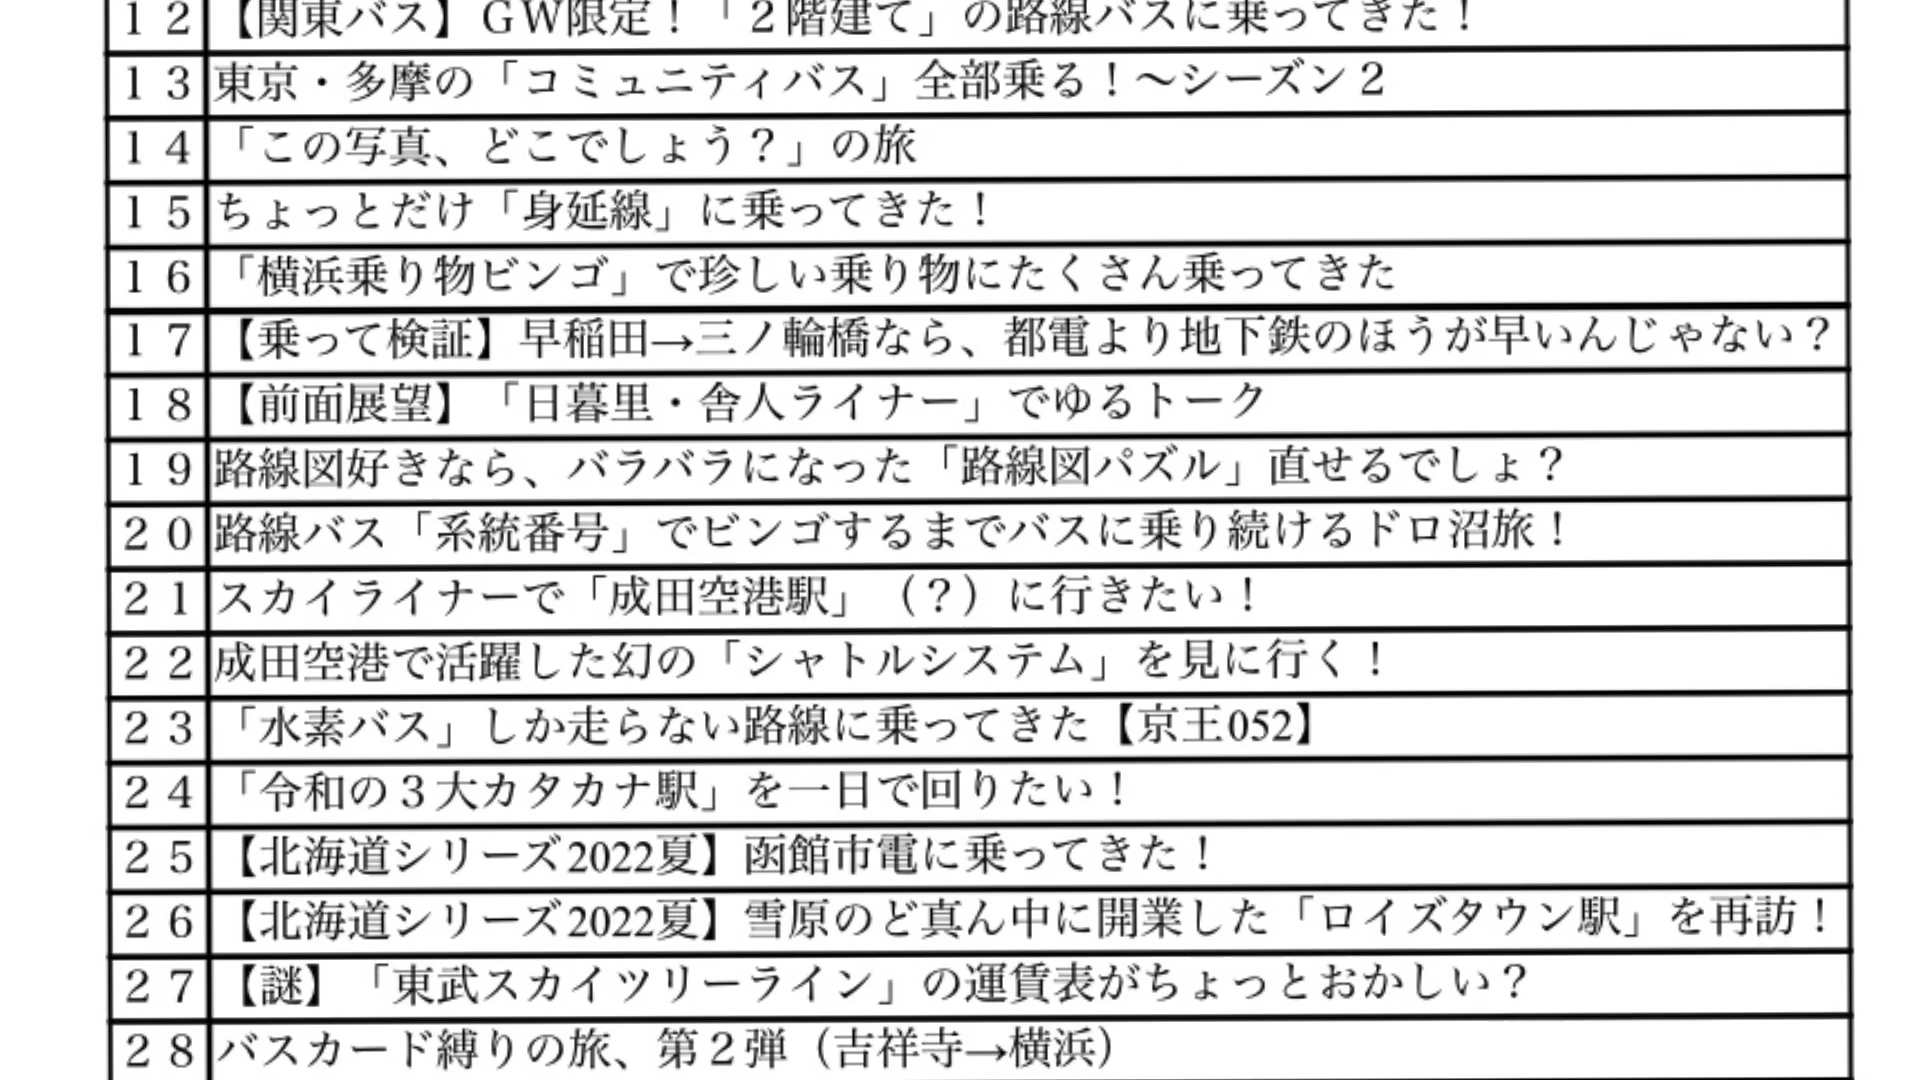 １２ 【関東バス】ＧＷ限定！「２階建て」の路線バスに乗ってきた！
１３ 東京・多摩の「コミュニティバス」全部乗る！～シーズン２
１４ 「この写真、どこでしょう？」の旅
１５ ちょっとだけ「身延線」に乗ってきた！
１６ 「横浜乗り物ビンゴ」で珍しい乗り物にたくさん乗ってきた
１７ 【乗って検証】早稲田→三ノ輪橋なら、都電より地下鉄のほうが早いんじゃない？
１８ 【前面展望】「日暮里・舎人ライナー」でゆるトーク
１９ 路線図好きなら、バラバラになった「路線図パズル」直せるでしょ？
２０ 路線バス「系統番号」でビンゴするまでバスに乗り続けるドロ沼旅！
２１ スカイライナーで「成田空港駅」（？）に行きたい！
２２ 成田空港で活躍した幻の「シャトルシステム」を見に行く！
２３ 「水素バス」しか走らない路線に乗ってきた【京王052】
２４ 「令和の３大カタカナ駅」を一日で回りたい！
２５ 【北海道シリーズ2022夏】函館市電に乗ってきた！
２６ 【北海道シリーズ2022夏】雪原のど真ん中に開業した「ロイズタウン駅」を再訪！
２７ 【謎】「東武スカイツリーライン」の運賃表がちょっとおかしい？
２８ バスカード縛りの旅、第２弾（吉祥寺→横浜）